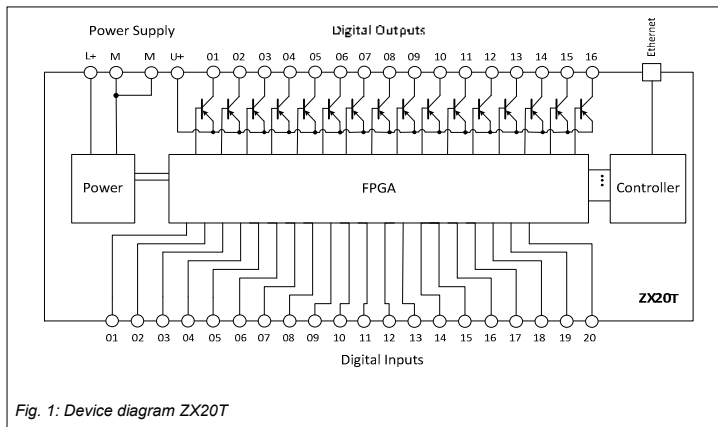 Power Supply Digital Outputs Ethernet
L+ M M U+ 01 02 03 04 05 06 07 08 09 10 11 12 13 14 15 16
Power FPGA Controller
ZX20T
01 02 03 04 05 06 07 08 09 10 11 12 13 14 15 16 17 18 19 20
Digital Inputs
Fig. 1: Device diagram ZX20T